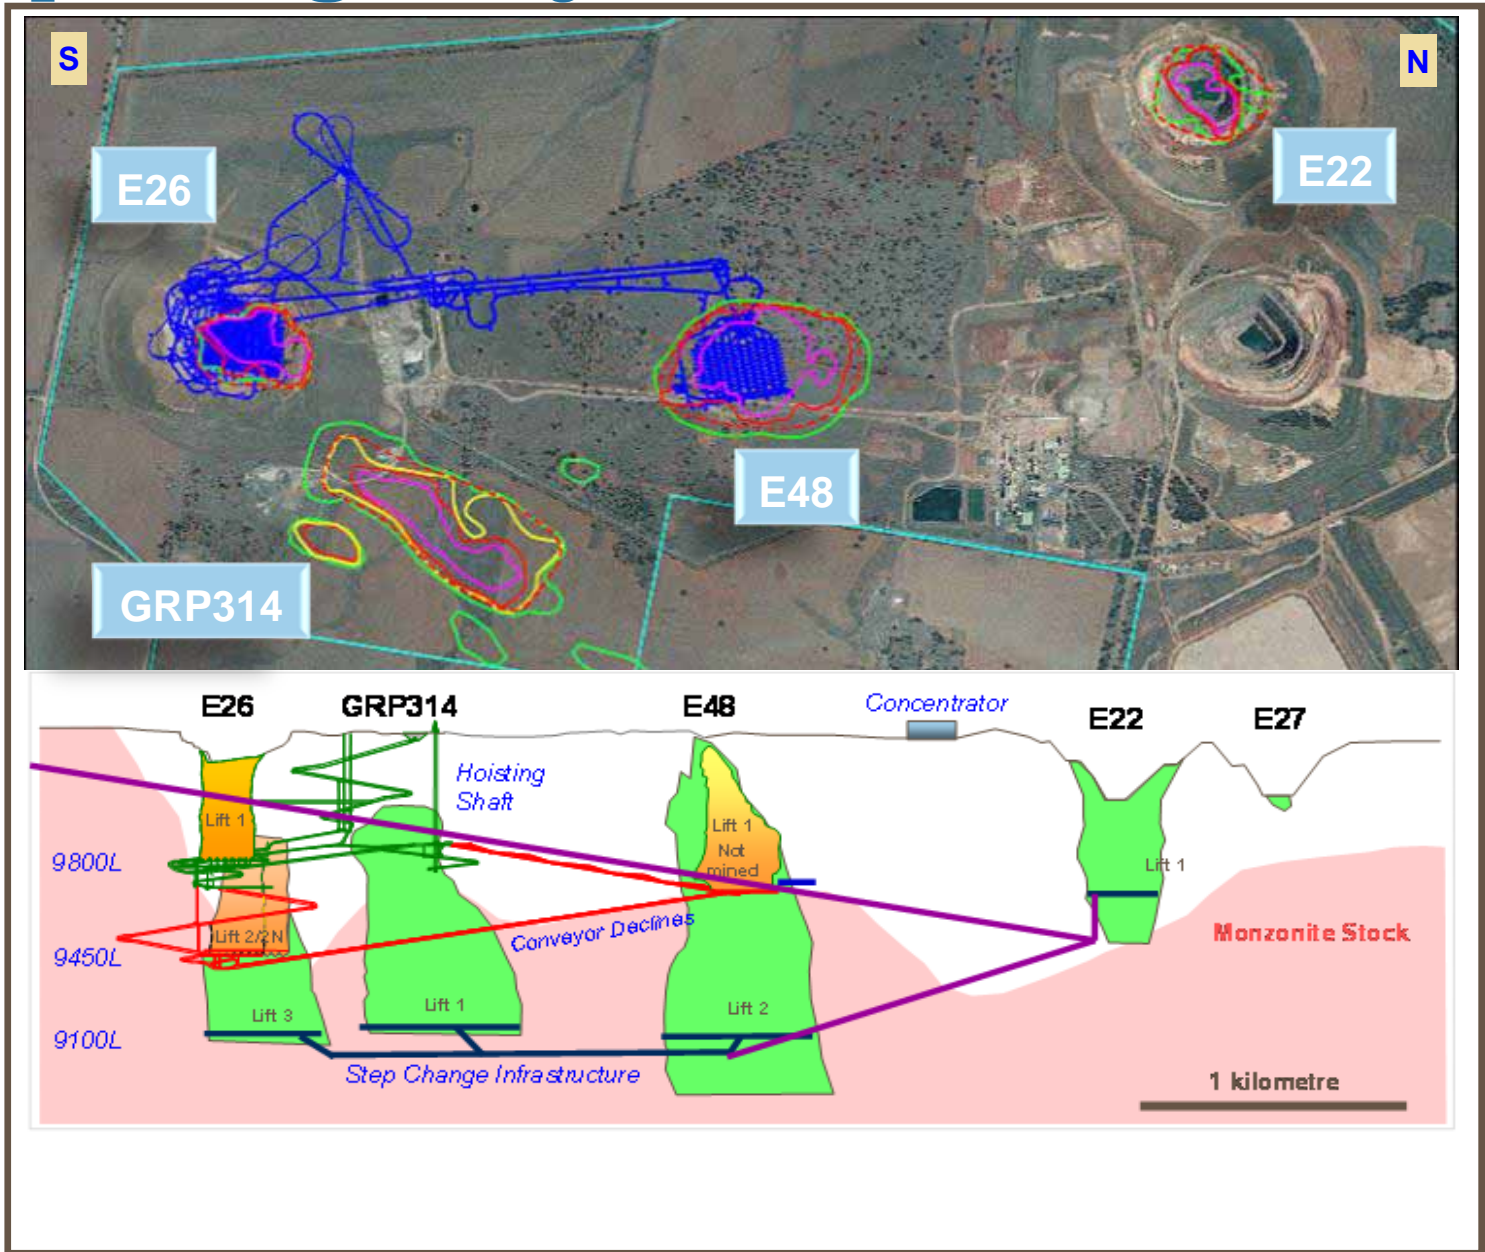 S
N
E26
E22
E48
GRP314
E26
GRP314
E48
Concentrator
E22
E27
Hoisting
Shaft
Lift 1
Lift 1
Not
mined
9800L
Lift 1
Conveyor Declines
Lift 2/2N
Monzonite Stock
9450L
Lift 3
Lift 1
Lift 2
9100L
Step Change Infrastructure
1 kilometre